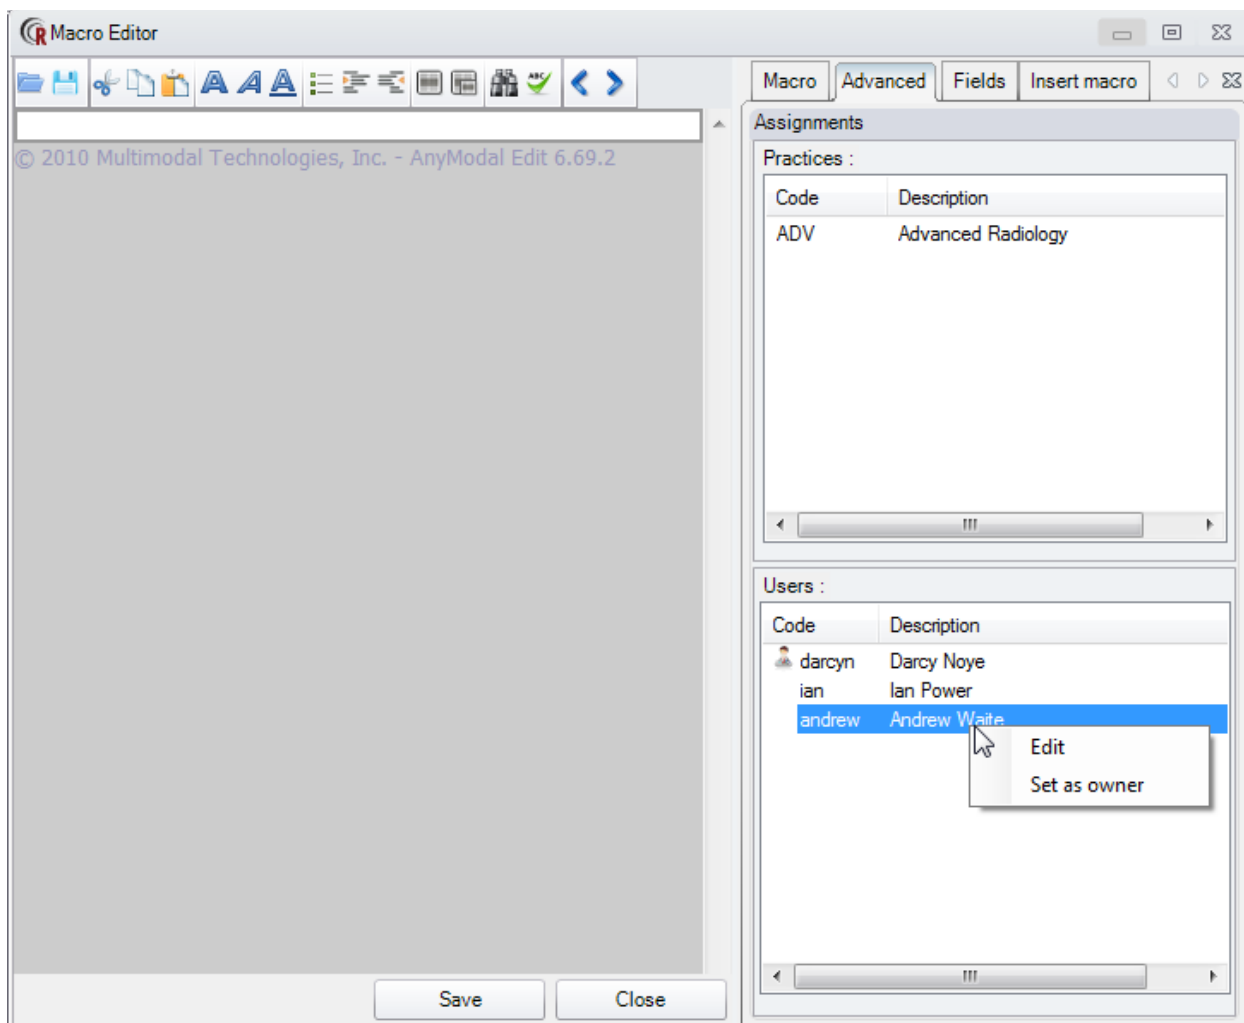 Macro Editor
Macro Advanced Fields Insert macro
ABC
© 2010 Multimodal Technologies, Inc. - AnyModal Edit 6.69.2
Assignments
Practices :
Code Description
ADV Advanced Radiology
Users :
Code Description
darcyn Darcy Noye
ian Ian Power
andrew Andrew Waite
Edit
Set as owner
Save Close